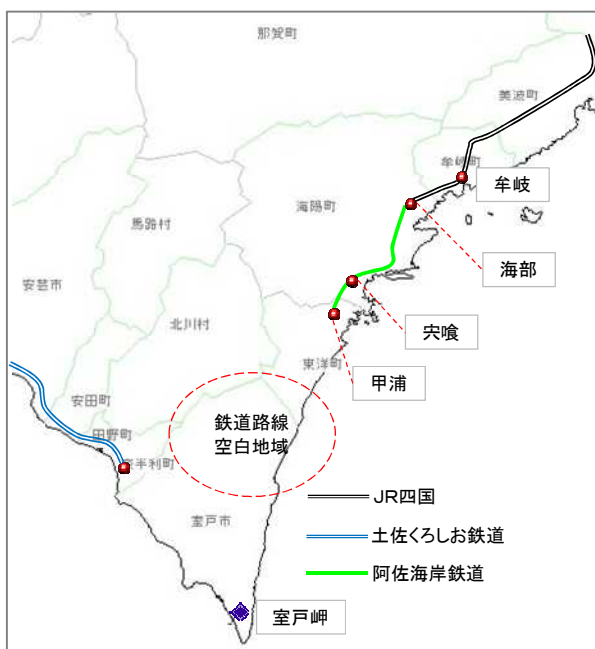 那賀町
美波町
牟岐町
牟岐
海陽町
海部
馬路村
安芸市
宍喰
北川村
東洋町
甲浦
安田町
鉄道路線
空白地域
田野町
奈半利町
JR四国
室戸市
土佐くろしお鉄道
阿佐海岸鉄道
室戸岬